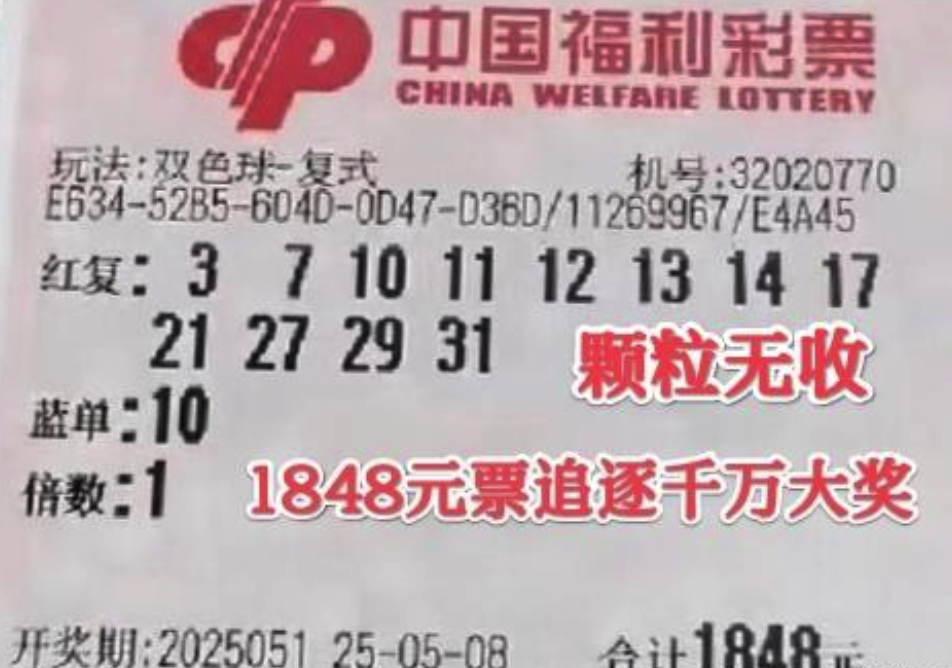 中国福利彩票
CHINA WELFARE LOTTERY
玩法:双色球-复式 机号:32020770
E634-52B5-604D-0D47-D36D/11269967/E4A45
红复: 3 7 10 11 12 13 14 17
21 27 29 31
颗粒无收
蓝单:10
倍数:1
1848元票追逐千万大奖
开奖期:2025051 25-05-08 合计1848元